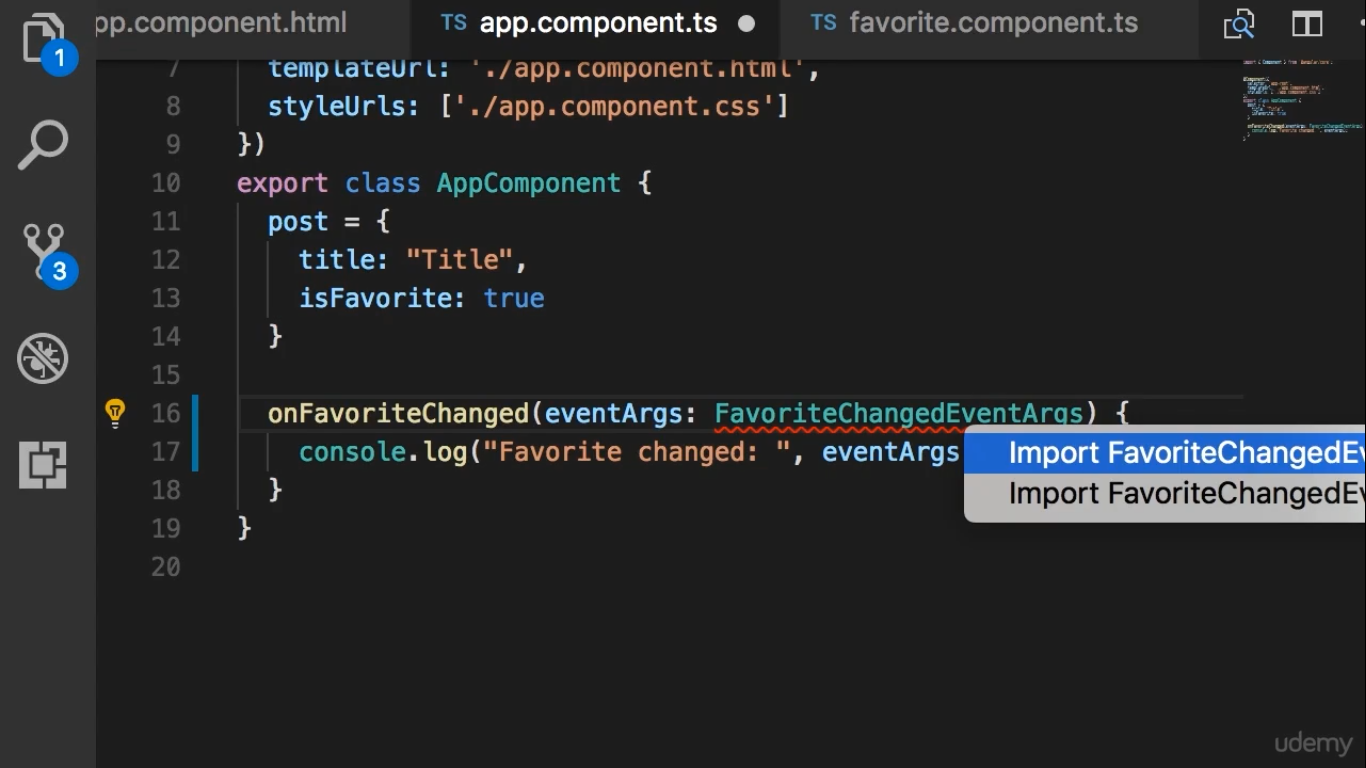 pp.component.html TS app.component.ts TS favorite.component.ts
1
7 templateUrl: './app.component.html',
8 styleUrls: ['./app.component.css']
9 })
10 export class AppComponent {
11 post = {
12 title: "Title",
3
13 isFavorite: true
14 }
15
16 onFavoriteChanged(eventArgs: FavoriteChangedEventArgs) {
17 console.log("Favorite changed: ", eventArgs
Import FavoriteChangedEv
Import FavoriteChangedEv
18 }
19 }
20
udemy